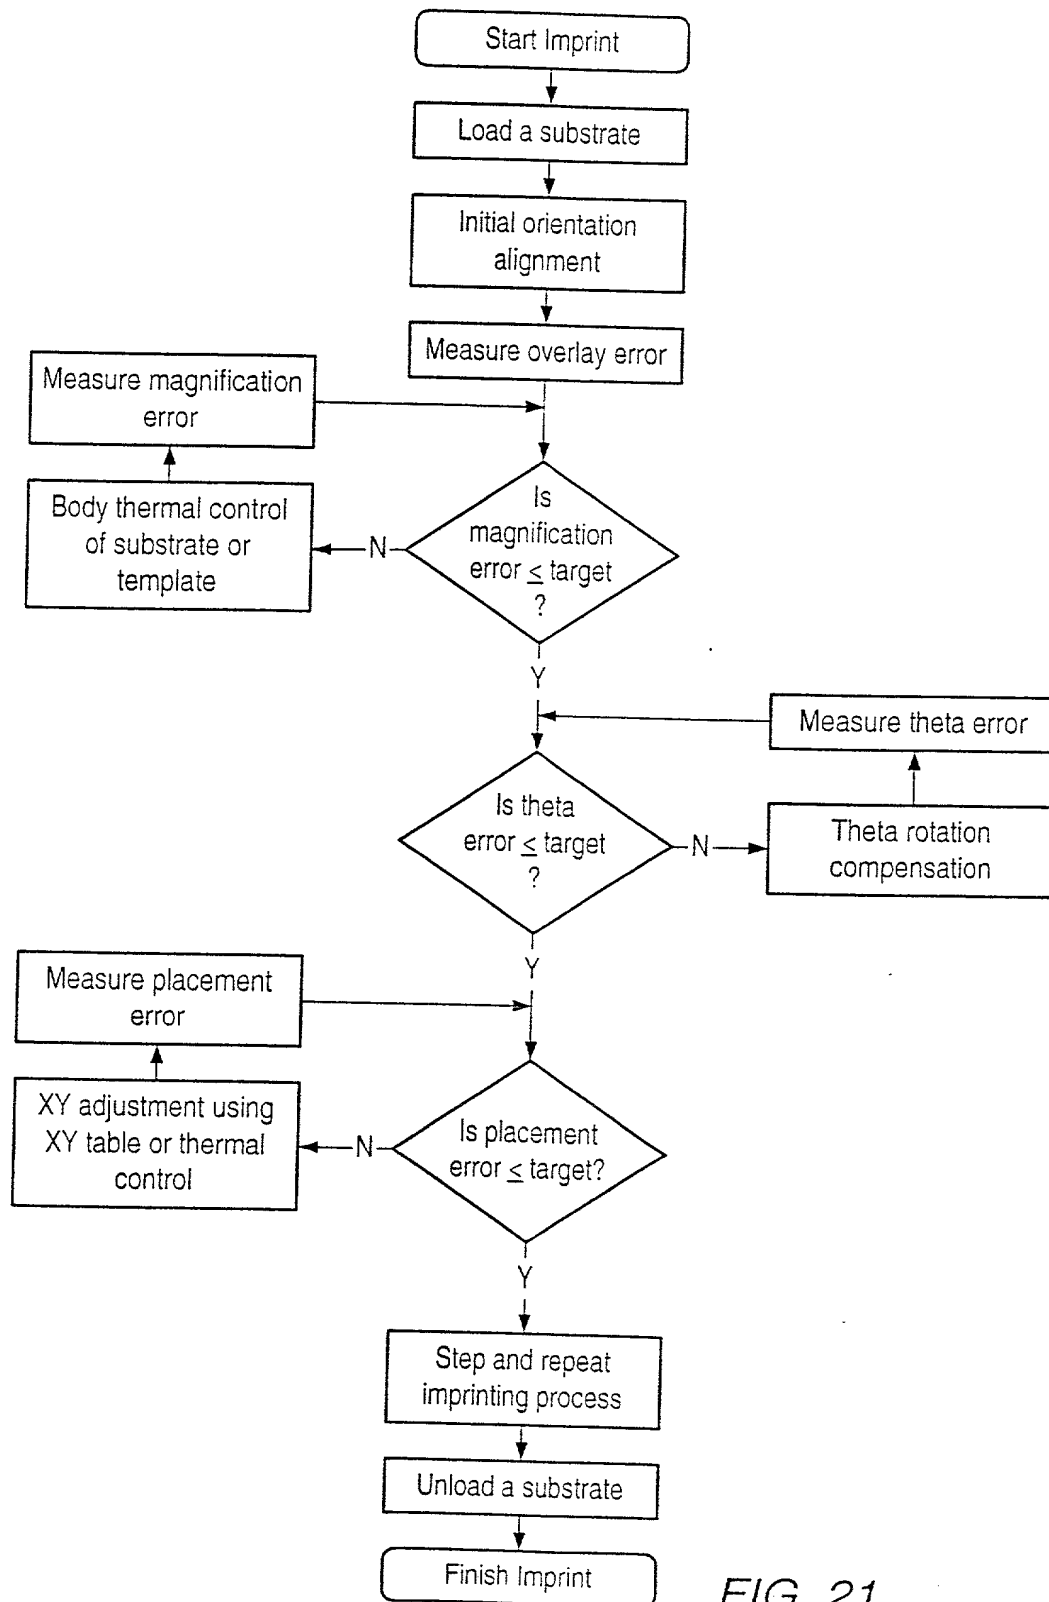 Start Imprint
Load a substrate
Initial orientation
alignment
Measure overlay error
Measure magnification
error
Body thermal control
of substrate or
template
N
Is
magnification
error ≤ target
?
Y
Measure theta error
Is theta
error ≤ target
?
N
Theta rotation
compensation
Y
Measure placement
error
XY adjustment using
XY table or thermal
control
N
Is placement
error ≤ target?
Y
Step and repeat
imprinting process
Unload a substrate
Finish Imprint
FIG. 21